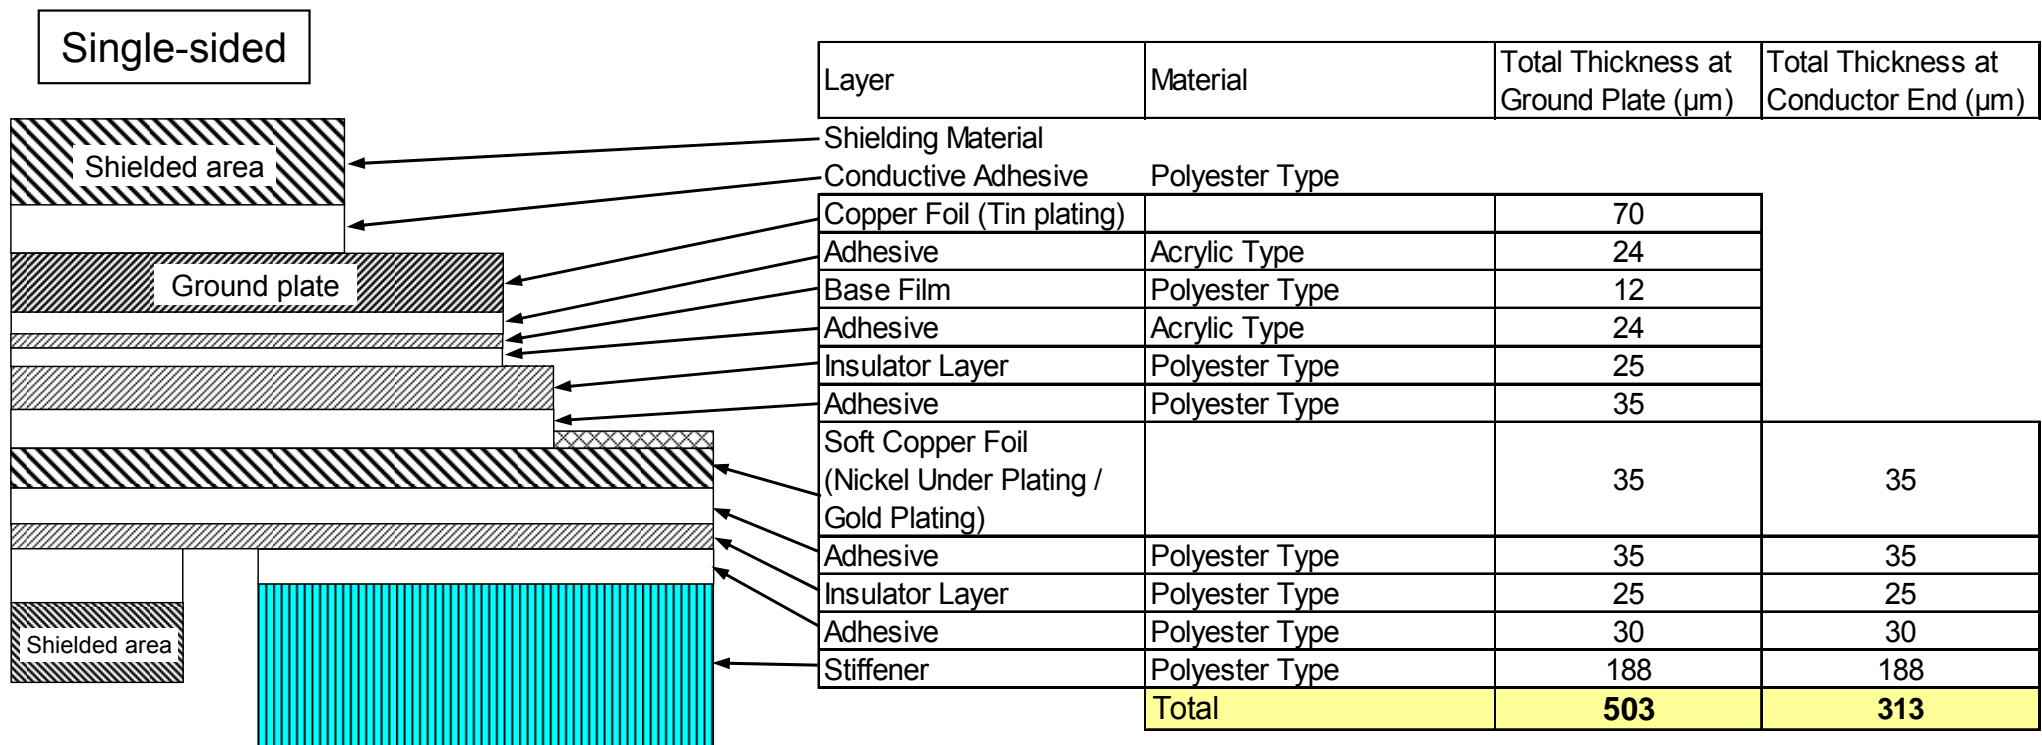 Single-sided
Shielded area
Ground plate
Shielded area
Layer Material Total Thickness at Ground Plate (µm) Total Thickness at Conductor End (µm)
Shielding Material
Conductive Adhesive Polyester Type
Copper Foil (Tin plating) 70
Adhesive Acrylic Type 24
Base Film Polyester Type 12
Adhesive Acrylic Type 24
Insulator Layer Polyester Type 25
Adhesive Polyester Type 35
Soft Copper Foil
(Nickel Under Plating / 35 35
Gold Plating)
Adhesive Polyester Type 35 35
Insulator Layer Polyester Type 25 25
Adhesive Polyester Type 30 30
Stiffener Polyester Type 188 188
Total 503 313